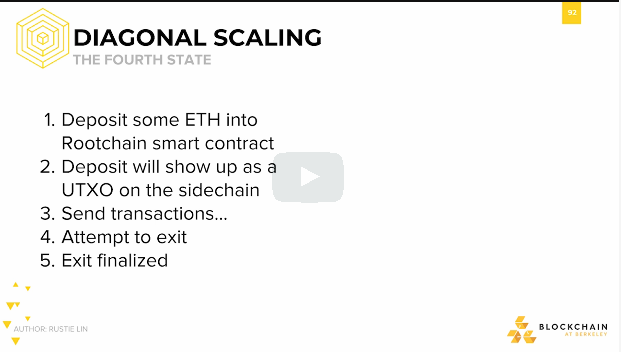 92
DIAGONAL SCALING
THE FOURTH STATE
1. Deposit some ETH into
Rootchain smart contract
2. Deposit will show up as a
UTXO on the sidechain
3. Send transactions...
4. Attempt to exit
5. Exit finalized
AUTHOR: RUSTIE LIN
BLOCKCHAIN
AT BERKELEY